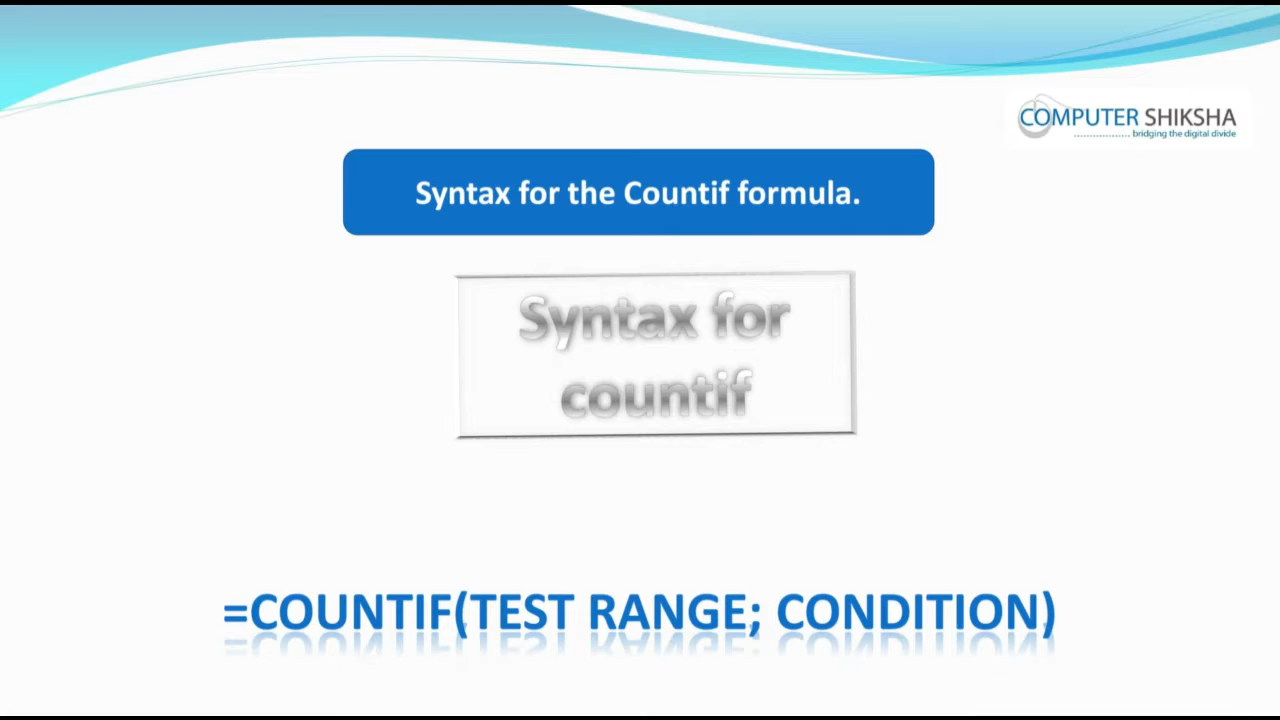 COMPUTER SHIKSHA
bridging the digital divide
Syntax for the Countif formula.
Syntax for
countif
=COUNTIF(TEST RANGE; CONDITION)